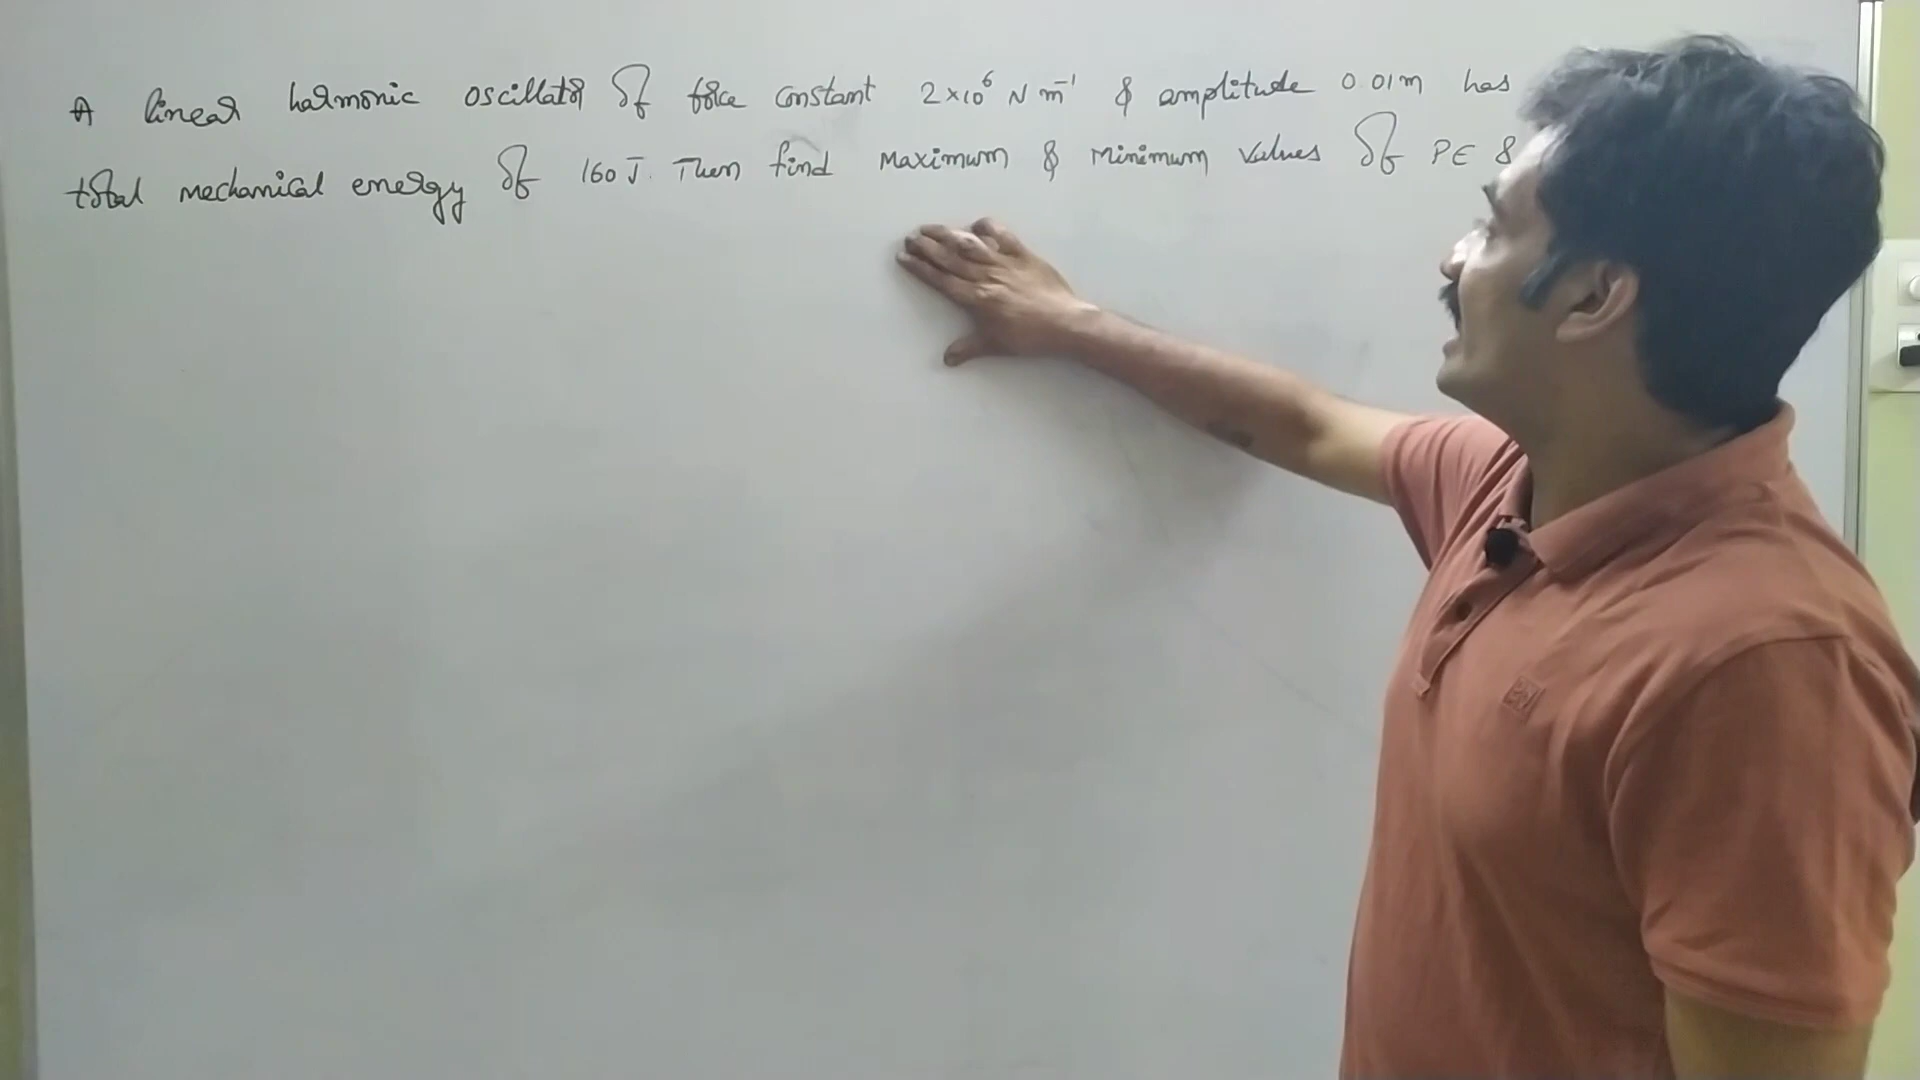 A linear harmonic oscillator of force constant 2×10⁶ N m⁻¹ & amplitude 0.01m has
total mechanical energy of 160 J. Then find Maximum & Minimum Values of PE &